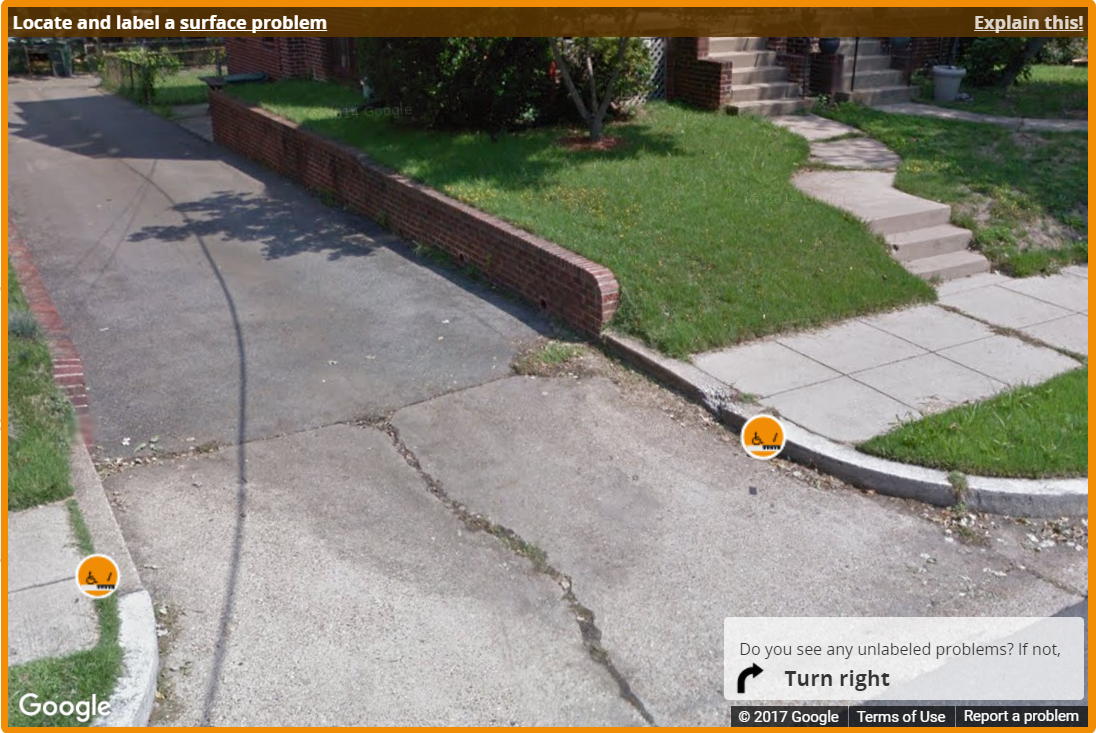 Locate and label a surface problem
Explain this!
Google
Do you see any unlabeled problems? If not,
Turn right
Google
© 2017 Google
Terms of Use
Report a problem